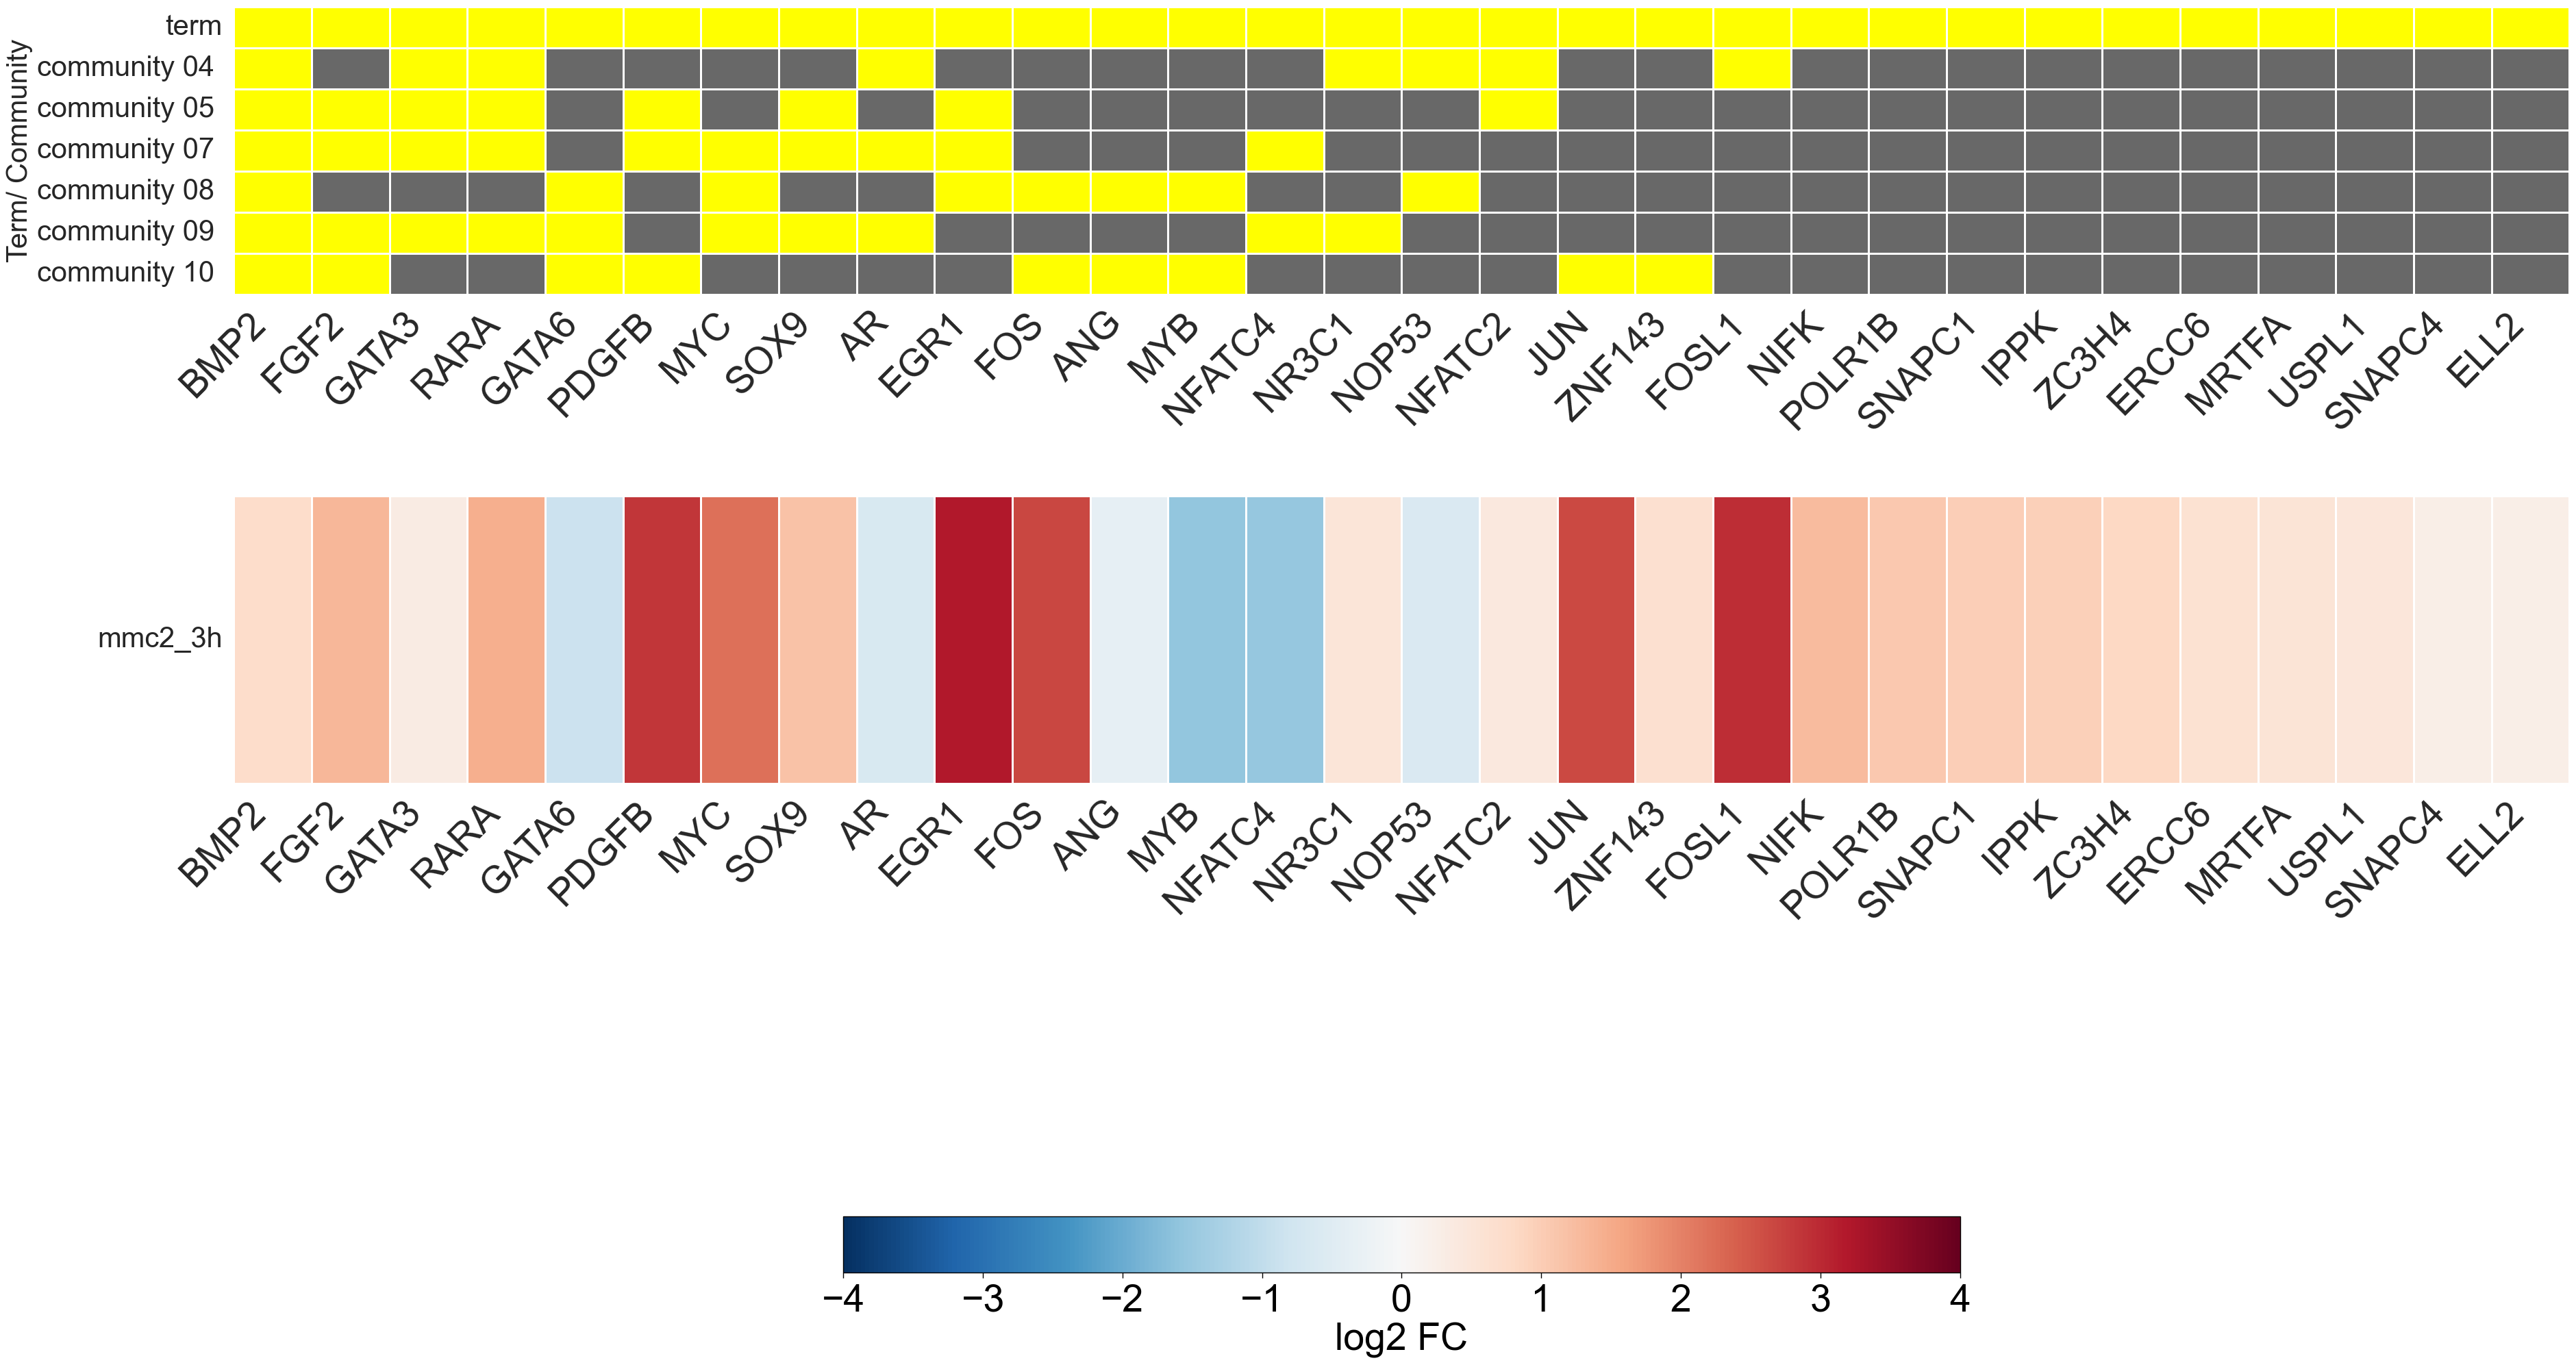 Term/ Community
term
community 04
community 05
community 07
community 08
community 09
community 10
BMP2 FGF2 GATA3 RARA GATA6 PDGFB MYC SOX9 AR EGR1 FOS ANG MYB NFATC4 NR3C1 NOP53 NFATC2 JUN ZNF143 FOSL1 NIFK POLR1B SNAPC1 IPPK ZC3H4 ERCC6 MRTFA USPL1 SNAPC4 ELL2
mmc2_3h
BMP2 FGF2 GATA3 RARA GATA6 PDGFB MYC SOX9 AR EGR1 FOS ANG MYB NFATC4 NR3C1 NOP53 NFATC2 JUN ZNF143 FOSL1 NIFK POLR1B SNAPC1 IPPK ZC3H4 ERCC6 MRTFA USPL1 SNAPC4 ELL2
−4 −3 −2 −1 0 1 2 3 4
log2 FC